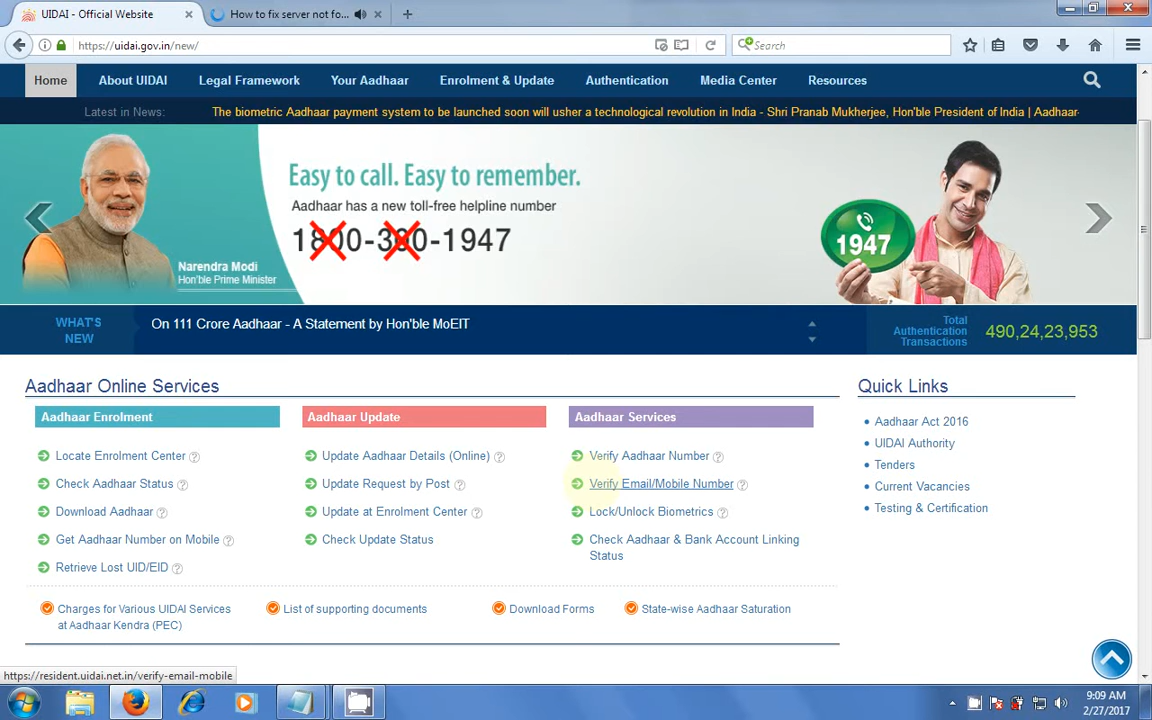 UIDAI - Official Website
How to fix server not fo...
https://uidai.gov.in/new/
Search
Home
About UIDAI
Legal Framework
Your Aadhaar
Enrolment & Update
Authentication
Media Center
Resources
Latest in News:
The biometric Aadhaar payment system to be launched soon will usher a technological revolution in India - Shri Pranab Mukherjee, Hon'ble President of India | Aadhaar-
Easy to call. Easy to remember.
Aadhaar has a new toll-free helpline number
1800-300-1947
1947
Narendra Modi
Hon'ble Prime Minister
WHAT'S
NEW
On 111 Crore Aadhaar - A Statement by Hon'ble MoEIT
Total
Authentication
Transactions
490,24,23,953
Aadhaar Online Services
Aadhaar Enrolment
Locate Enrolment Center ?
Check Aadhaar Status ?
Download Aadhaar ?
Get Aadhaar Number on Mobile ?
Retrieve Lost UID/EID ?
Aadhaar Update
Update Aadhaar Details (Online) ?
Update Request by Post ?
Update at Enrolment Center ?
Check Update Status
Aadhaar Services
Verify Aadhaar Number ?
Verify Email/Mobile Number ?
Lock/Unlock Biometrics ?
Check Aadhaar & Bank Account Linking
Status
Charges for Various UIDAI Services
at Aadhaar Kendra (PEC)
List of supporting documents
Download Forms
State-wise Aadhaar Saturation
Quick Links
Aadhaar Act 2016
UIDAI Authority
Tenders
Current Vacancies
Testing & Certification
https://resident.uidai.net.in/verify-email-mobile
9:09 AM
2/27/2017